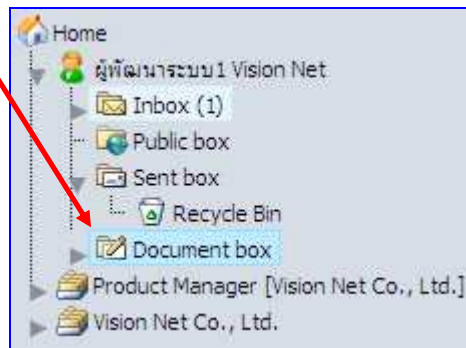 Home
ผู้พัฒนาระบบ1 Vision Net
Inbox (1)
Public box
Sent box
Recycle Bin
Document box
Product Manager [Vision Net Co., Ltd.]
Vision Net Co., Ltd.